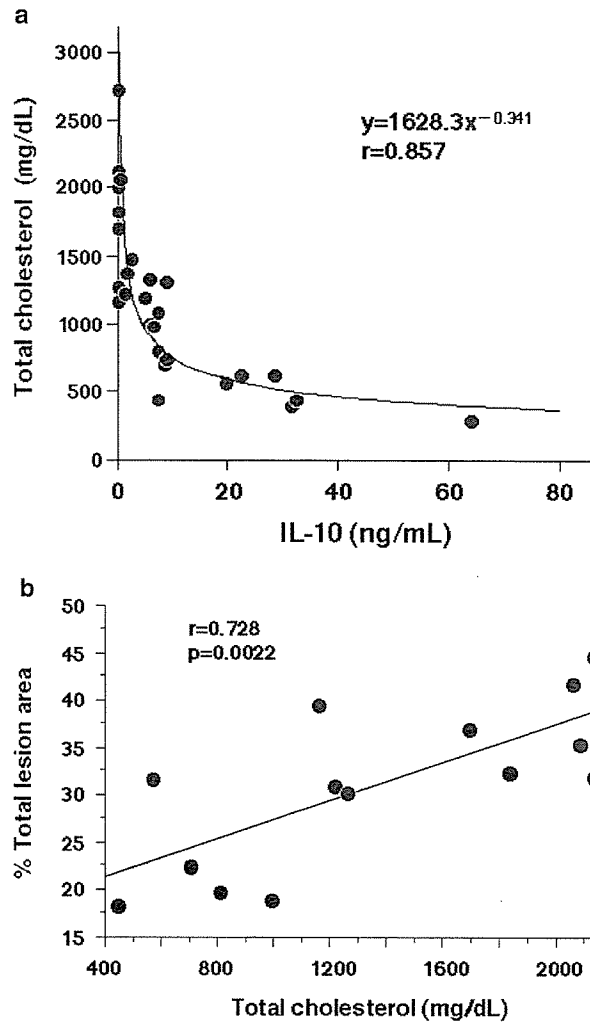 a
Total cholesterol (mg/dL)
3000
2500
2000
1500
1000
500
0
y=1628.3x−0.341
r=0.857
0 20 40 60 80
IL-10 (ng/mL)
b
% Total lesion area
50
45
40
35
30
25
20
15
r=0.728
p=0.0022
400 800 1200 1600 2000
Total cholesterol (mg/dL)